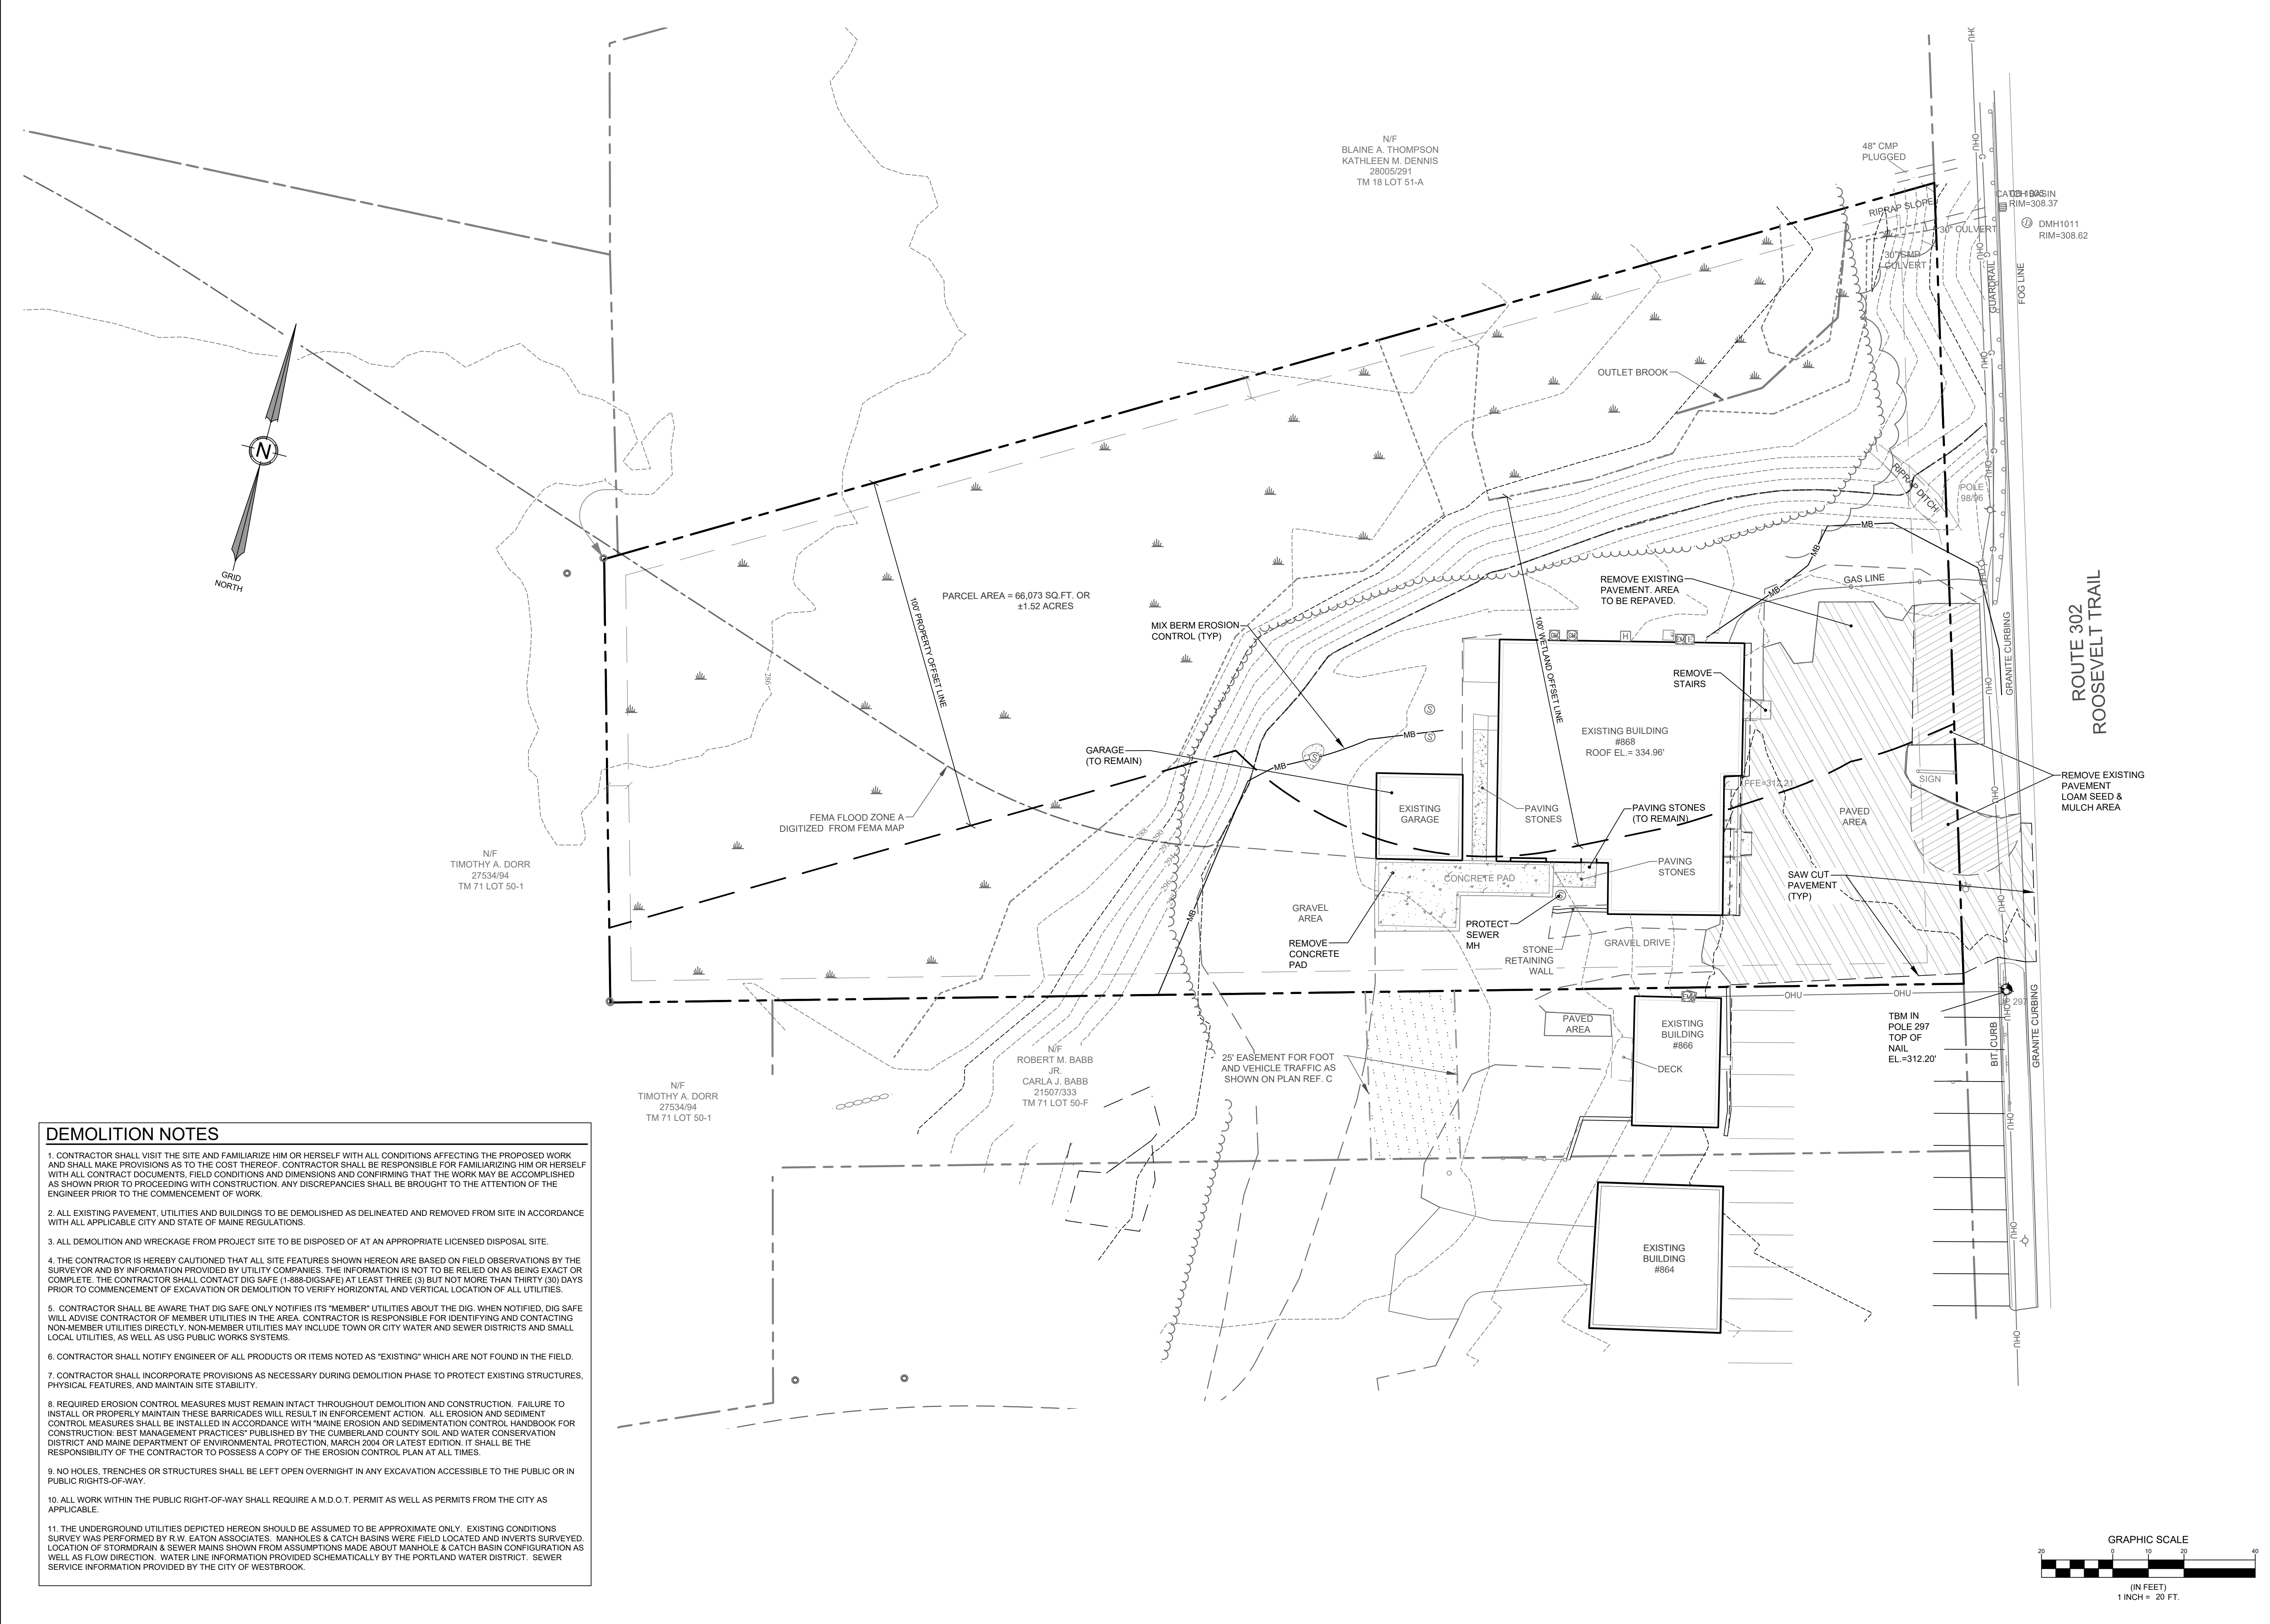 N/F
BLAINE A. THOMPSON
KATHLEEN M. DENNIS
28005/291
TM 18 LOT 51-A
48" CMP
PLUGGED
RIPRAP SLOPE
CATCH BASIN
RIM=308.37
DMH1011
RIM=308.62
30" CULVERT
30" CMP
CULVERT
GUARDRAIL
FOG LINE
OHU
OHU
OHU
OHU
G
G
N
GRID
NORTH
OUTLET BROOK
RIPRAP DITCH
POLE
98/96
MB
MB
MB
GAS LINE
100' PROPERTY OFFSET LINE
PARCEL AREA = 66,073 SQ.FT. OR
±1.52 ACRES
MIX BERM EROSION
CONTROL (TYP)
100' WETLAND OFFSET LINE
REMOVE EXISTING
PAVEMENT. AREA
TO BE REPAVED.
GRANITE CURBING
ROUTE 302
ROOSEVELT TRAIL
REMOVE
STAIRS
286
S
S
S
H
MB
MB
EXISTING BUILDING
#868
ROOF EL.= 334.96'
GARAGE
(TO REMAIN)
EXISTING
GARAGE
PAVING
STONES
PAVING STONES
(TO REMAIN)
FFE=312.21
SIGN
PAVED
AREA
REMOVE EXISTING
PAVEMENT
LOAM SEED &
MULCH AREA
FEMA FLOOD ZONE A
DIGITIZED FROM FEMA MAP
288
290
N/F
TIMOTHY A. DORR
27534/94
TM 71 LOT 50-1
PAVING
STONES
CONCRETE PAD
SAW CUT
PAVEMENT
(TYP)
GRAVEL
AREA
MB
PROTECT
SEWER
MH
REMOVE
CONCRETE
PAD
STONE
RETAINING
WALL
GRAVEL DRIVE
OHU
OHU
TBM IN
POLE 297
TOP OF
NAIL
EL.=312.20'
BIT. CURB
GRANITE CURBING
PAVED
AREA
EXISTING
BUILDING
#866
DECK
25' EASEMENT FOR FOOT
AND VEHICLE TRAFFIC AS
SHOWN ON PLAN REF. C
N/F
ROBERT M. BABB
JR.
CARLA J. BABB
21507/333
TM 71 LOT 50-F
N/F
TIMOTHY A. DORR
27534/94
TM 71 LOT 50-1
EXISTING
BUILDING
#864
OHU
OHU
OHU
DEMOLITION NOTES
1. CONTRACTOR SHALL VISIT THE SITE AND FAMILIARIZE HIM OR HERSELF WITH ALL CONDITIONS AFFECTING THE PROPOSED WORK
AND SHALL MAKE PROVISIONS AS TO THE COST THEREOF. CONTRACTOR SHALL BE RESPONSIBLE FOR FAMILIARIZING HIM OR HERSELF
WITH ALL CONTRACT DOCUMENTS, FIELD CONDITIONS AND DIMENSIONS AND CONFIRMING THAT THE WORK MAY BE ACCOMPLISHED
AS SHOWN PRIOR TO PROCEEDING WITH CONSTRUCTION. ANY DISCREPANCIES SHALL BE BROUGHT TO THE ATTENTION OF THE
ENGINEER PRIOR TO THE COMMENCEMENT OF WORK.
2. ALL EXISTING PAVEMENT, UTILITIES AND BUILDINGS TO BE DEMOLISHED AS DELINEATED AND REMOVED FROM SITE IN ACCORDANCE
WITH ALL APPLICABLE CITY AND STATE OF MAINE REGULATIONS.
3. ALL DEMOLITION AND WRECKAGE FROM PROJECT SITE TO BE DISPOSED OF AT AN APPROPRIATE LICENSED DISPOSAL SITE.
4. THE CONTRACTOR IS HEREBY CAUTIONED THAT ALL SITE FEATURES SHOWN HEREON ARE BASED ON FIELD OBSERVATIONS BY THE
SURVEYOR AND BY INFORMATION PROVIDED BY UTILITY COMPANIES. THE INFORMATION IS NOT TO BE RELIED ON AS BEING EXACT OR
COMPLETE. THE CONTRACTOR SHALL CONTACT DIG SAFE (1-888-DIGSAFE) AT LEAST THREE (3) BUT NOT MORE THAN THIRTY (30) DAYS
PRIOR TO COMMENCEMENT OF EXCAVATION OR DEMOLITION TO VERIFY HORIZONTAL AND VERTICAL LOCATION OF ALL UTILITIES.
5. CONTRACTOR SHALL BE AWARE THAT DIG SAFE ONLY NOTIFIES ITS "MEMBER" UTILITIES ABOUT THE DIG. WHEN NOTIFIED, DIG SAFE
WILL ADVISE CONTRACTOR OF MEMBER UTILITIES IN THE AREA. CONTRACTOR IS RESPONSIBLE FOR IDENTIFYING AND CONTACTING
NON-MEMBER UTILITIES DIRECTLY. NON-MEMBER UTILITIES MAY INCLUDE TOWN OR CITY WATER AND SEWER DISTRICTS AND SMALL
LOCAL UTILITIES, AS WELL AS USG PUBLIC WORKS SYSTEMS.
6. CONTRACTOR SHALL NOTIFY ENGINEER OF ALL PRODUCTS OR ITEMS NOTED AS "EXISTING" WHICH ARE NOT FOUND IN THE FIELD.
7. CONTRACTOR SHALL INCORPORATE PROVISIONS AS NECESSARY DURING DEMOLITION PHASE TO PROTECT EXISTING STRUCTURES,
PHYSICAL FEATURES, AND MAINTAIN SITE STABILITY.
8. REQUIRED EROSION CONTROL MEASURES MUST REMAIN INTACT THROUGHOUT DEMOLITION AND CONSTRUCTION. FAILURE TO
INSTALL OR PROPERLY MAINTAIN THESE BARRICADES WILL RESULT IN ENFORCEMENT ACTION. ALL EROSION AND SEDIMENT
CONTROL MEASURES SHALL BE INSTALLED IN ACCORDANCE WITH "MAINE EROSION AND SEDIMENTATION CONTROL HANDBOOK FOR
CONSTRUCTION: BEST MANAGEMENT PRACTICES" PUBLISHED BY THE CUMBERLAND COUNTY SOIL AND WATER CONSERVATION
DISTRICT AND MAINE DEPARTMENT OF ENVIRONMENTAL PROTECTION, MARCH 2004 OR LATEST EDITION. IT SHALL BE THE
RESPONSIBILITY OF THE CONTRACTOR TO POSSESS A COPY OF THE EROSION CONTROL PLAN AT ALL TIMES.
9. NO HOLES, TRENCHES OR STRUCTURES SHALL BE LEFT OPEN OVERNIGHT IN ANY EXCAVATION ACCESSIBLE TO THE PUBLIC OR IN
PUBLIC RIGHTS-OF-WAY.
10. ALL WORK WITHIN THE PUBLIC RIGHT-OF-WAY SHALL REQUIRE A M.D.O.T. PERMIT AS WELL AS PERMITS FROM THE CITY AS
APPLICABLE.
11. THE UNDERGROUND UTILITIES DEPICTED HEREON SHOULD BE ASSUMED TO BE APPROXIMATE ONLY. EXISTING CONDITIONS
SURVEY WAS PERFORMED BY R.W. EATON ASSOCIATES. MANHOLES & CATCH BASINS WERE FIELD LOCATED AND INVERTS SURVEYED.
LOCATION OF STORMDRAIN & SEWER MAINS SHOWN FROM ASSUMPTIONS MADE ABOUT MANHOLE & CATCH BASIN CONFIGURATION AS
WELL AS FLOW DIRECTION. WATER LINE INFORMATION PROVIDED SCHEMATICALLY BY THE PORTLAND WATER DISTRICT. SEWER
SERVICE INFORMATION PROVIDED BY THE CITY OF WESTBROOK.
GRAPHIC SCALE
20 0 10 20 40
(IN FEET)
1 INCH = 20 FT.